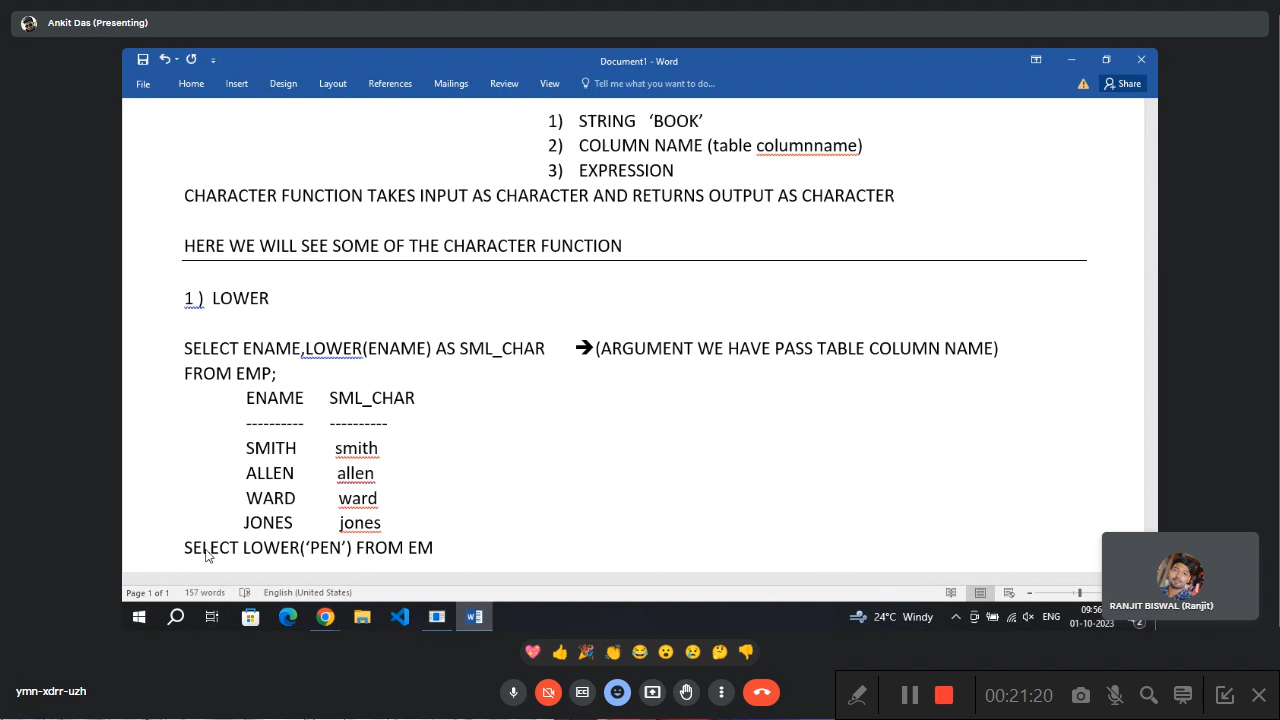 Ankit Das (Presenting)
Document1 - Word
File Home Insert Design Layout References Mailings Review View Tell me what you want to do... Share
1) STRING ‘BOOK’
2) COLUMN NAME (table columnname)
3) EXPRESSION
CHARACTER FUNCTION TAKES INPUT AS CHARACTER AND RETURNS OUTPUT AS CHARACTER
HERE WE WILL SEE SOME OF THE CHARACTER FUNCTION
1 ) LOWER
SELECT ENAME,LOWER(ENAME) AS SML_CHAR ➔(ARGUMENT WE HAVE PASS TABLE COLUMN NAME)
FROM EMP;
ENAME SML_CHAR
---------- ----------
SMITH smith
ALLEN allen
WARD ward
JONES jones
SELECT LOWER(‘PEN’) FROM EM
Page 1 of 1 157 words English (United States)
RANJIT BISWAL (Ranjit)
24°C Windy ENG 09:56
01-10-2023 2
ymn-xdrr-uzh
00:21:20